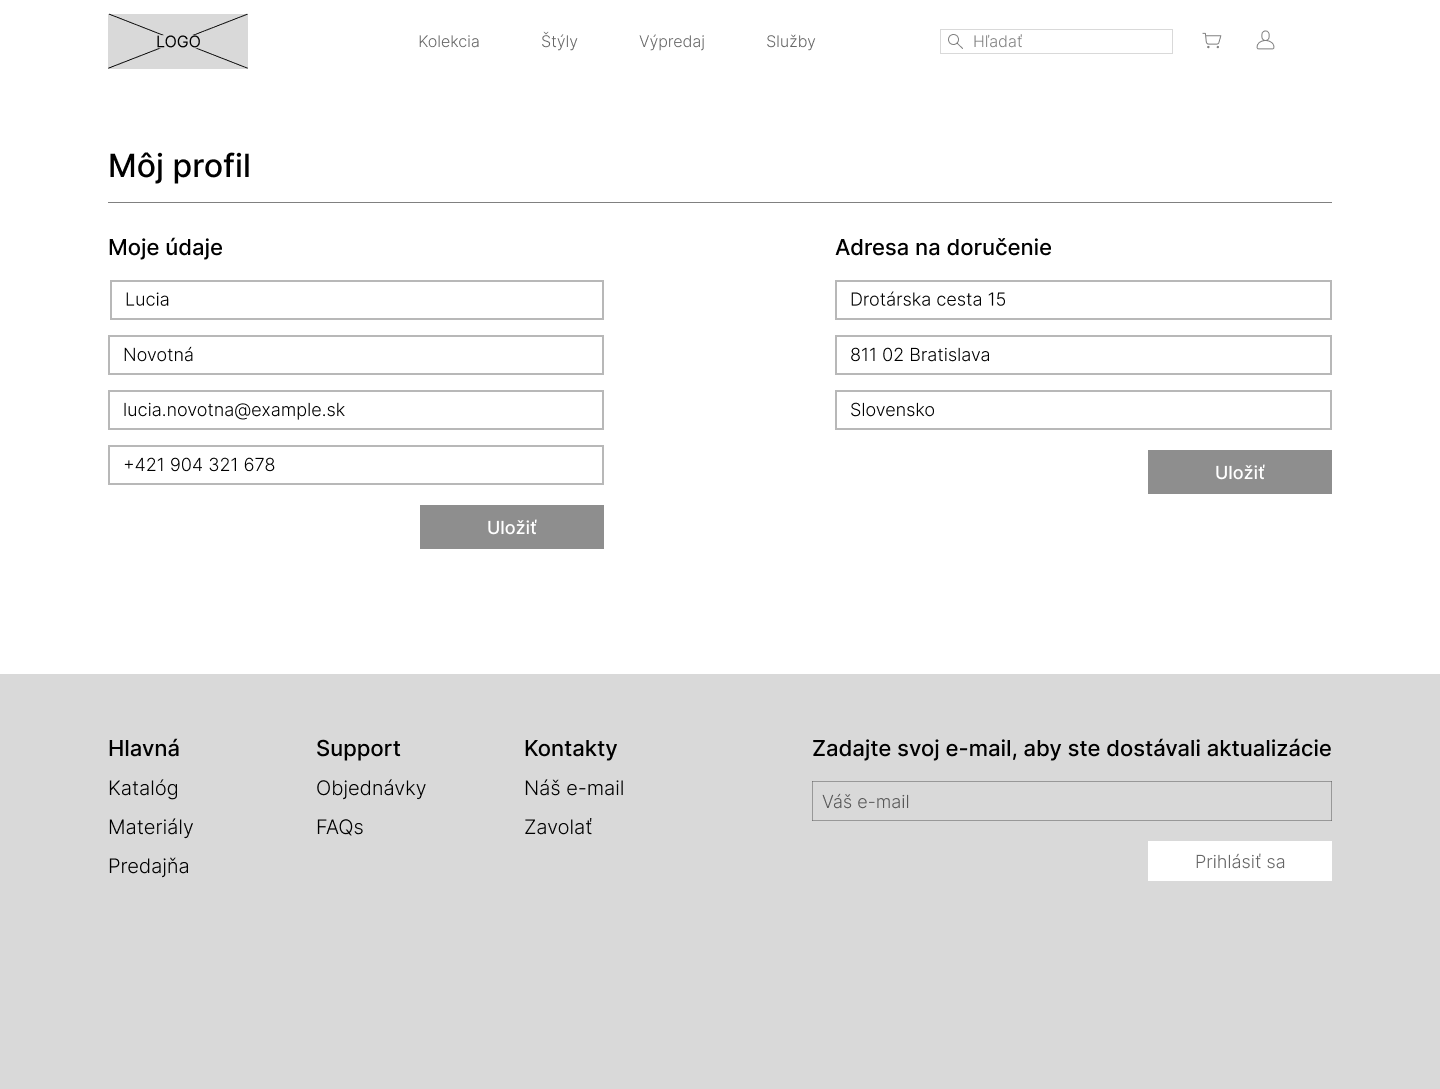 LOGO
Kolekcia
Štýly
Výpredaj
Služby
Hľadať
Môj profil
Moje údaje
Lucia
Novotná
lucia.novotna@example.sk
+421 904 321 678
Uložiť
Adresa na doručenie
Drotárska cesta 15
811 02 Bratislava
Slovensko
Uložiť
Hlavná
Katalóg
Materiály
Predajňa
Support
Objednávky
FAQs
Kontakty
Náš e-mail
Zavolať
Zadajte svoj e-mail, aby ste dostávali aktualizácie
Váš e-mail
Prihlásiť sa